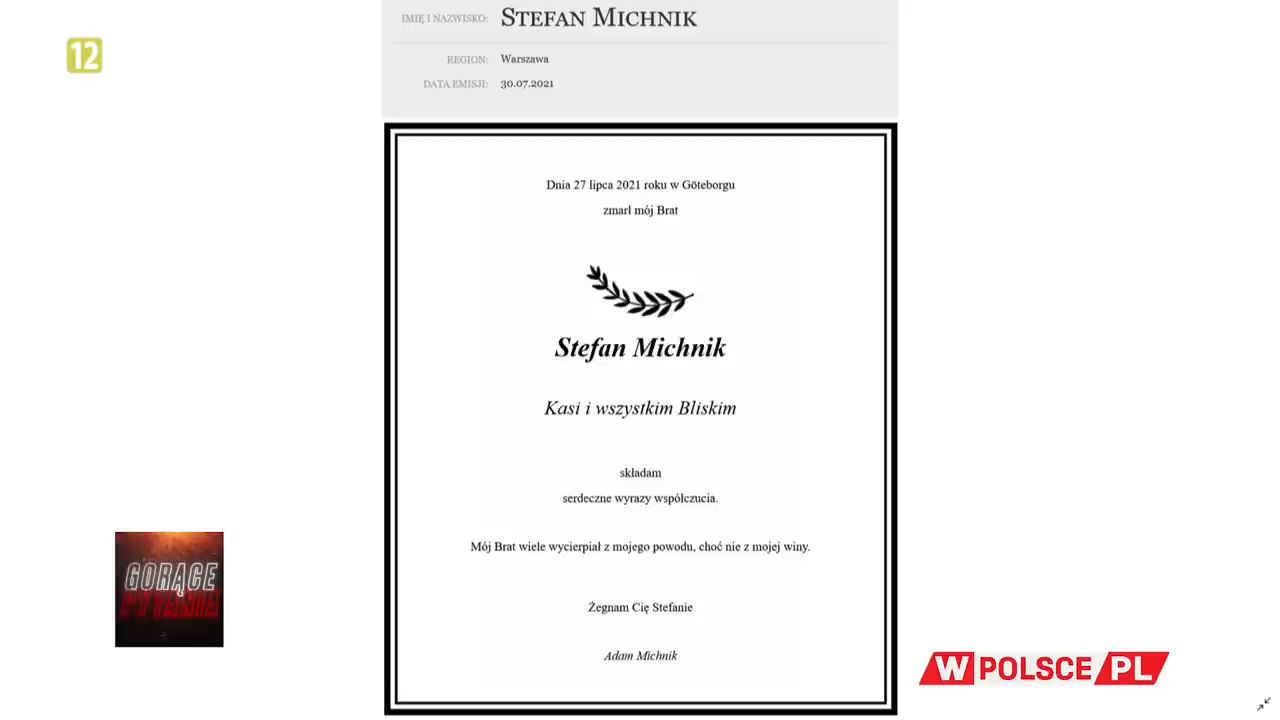 IMIĘ I NAZWISKO: STEFAN MICHNIK
12
REGION: Warszawa
DATA EMISJI: 30.07.2021
Dnia 27 lipca 2021 roku w Göteborgu
zmarł mój Brat
Stefan Michnik
Kasi i wszystkim Bliskim
składam
serdeczne wyrazy współczucia.
Mój Brat wiele wycierpiał z mojego powodu, choć nie z mojej winy.
GORĄCE
PYTANIA
Żegnam Cię Stefanie
Adam Michnik
WPOLSCE PL